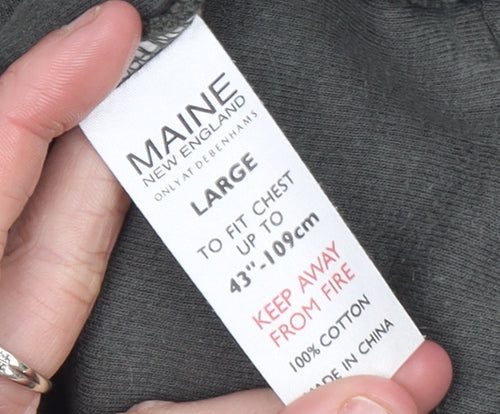 MAINE
NEW ENGLAND
ONLY AT DEBENHAMS
LARGE
TO FIT CHEST
UP TO
43"-109cm
KEEP AWAY
FROM FIRE
100% COTTON
MADE IN CHINA